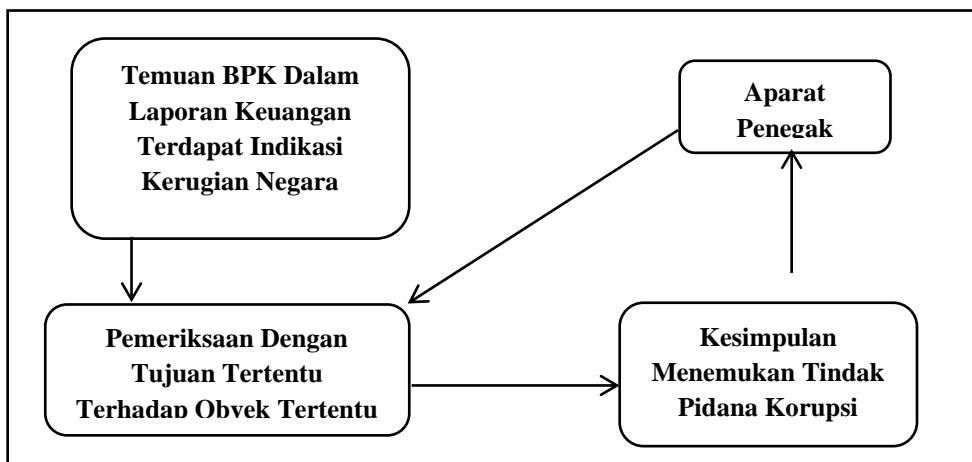 Temuan BPK Dalam
Laporan Keuangan
Terdapat Indikasi
Kerugian Negara
Aparat
Penegak
Pemeriksaan Dengan
Tujuan Tertentu
Terhadap Obyek Tertentu
Kesimpulan
Menemukan Tindak
Pidana Korupsi